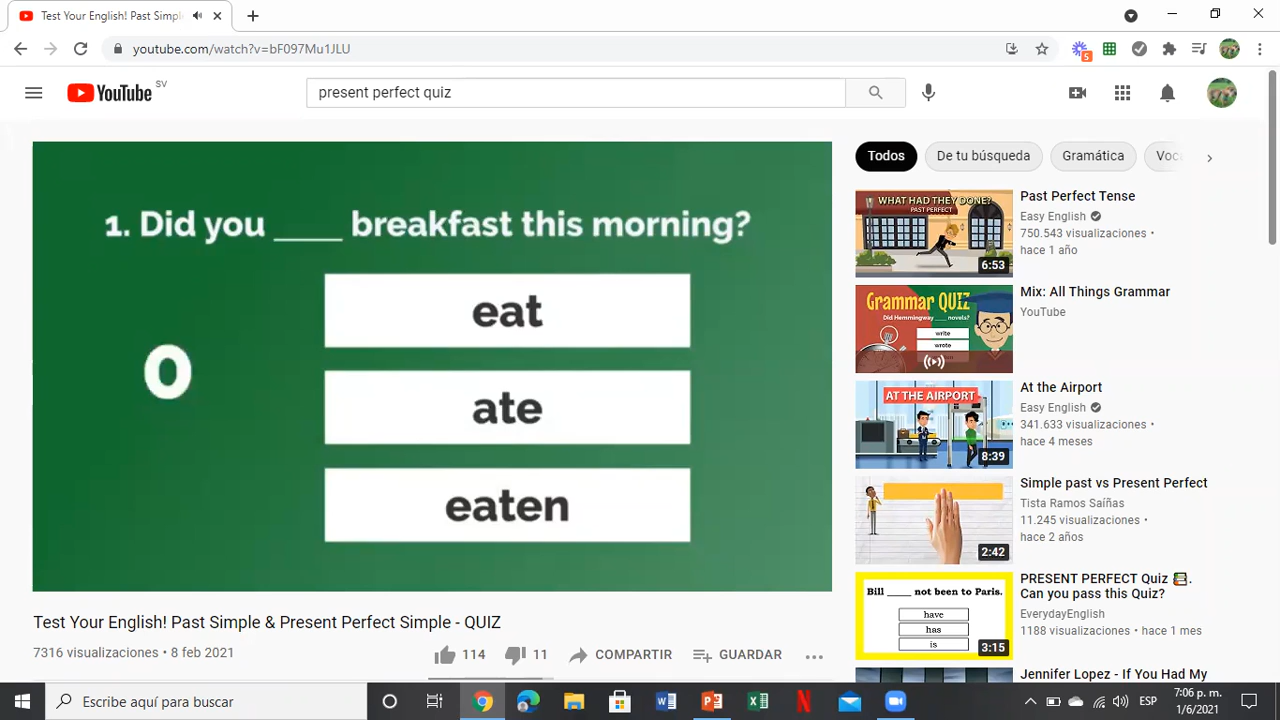 Test Your English! Past Simple
youtube.com/watch?v=bF097Mu1JLU
5
YouTube SV
present perfect quiz
1. Did you ____ breakfast this morning?
eat
0
ate
eaten
Test Your English! Past Simple & Present Perfect Simple - QUIZ
7316 visualizaciones • 8 feb 2021
114
11
COMPARTIR
GUARDAR
Todos
De tu búsqueda
Gramática
WHAT HAD THEY DONE?
PAST PERFECT
6:53
Past Perfect Tense
Easy English
750.543 visualizaciones •
hace 1 año
Grammar QUIZ
Did Hemmingway ____ novels?
write
wrote
Mix: All Things Grammar
YouTube
AT THE AIRPORT
8:39
At the Airport
Easy English
341.633 visualizaciones •
hace 4 meses
2:42
Simple past vs Present Perfect
Tista Ramos Saíñas
11.245 visualizaciones •
hace 2 años
Bill ____ not been to Paris.
have
has
is
3:15
PRESENT PERFECT Quiz 📚.
Can you pass this Quiz?
EverydayEnglish
1188 visualizaciones • hace 1 mes
Jennifer Lopez - If You Had My
Escribe aquí para buscar
ESP
7:06 p. m.
1/6/2021